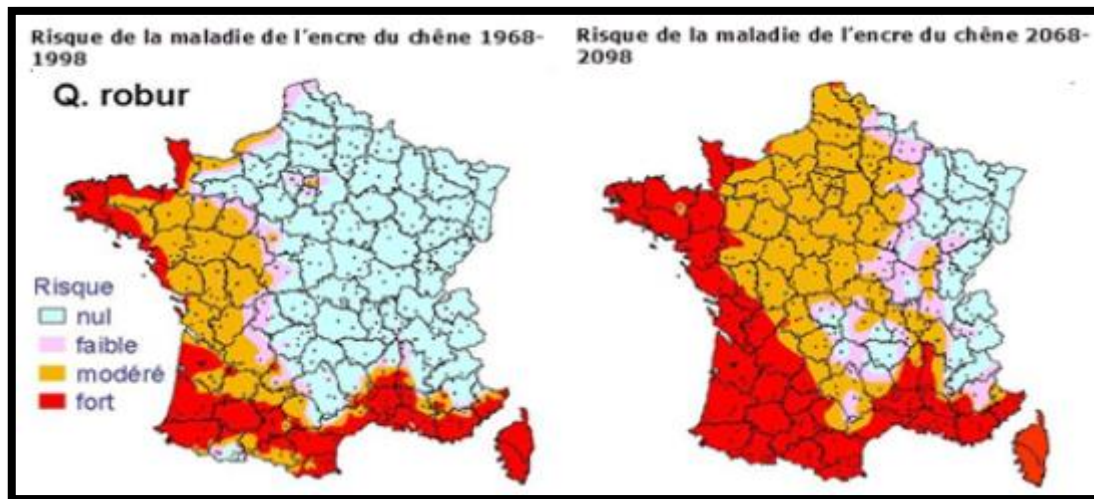 Risque de la maladie de l'encre du chêne 1968-
1998
Q. robur
Risque
nul
faible
modéré
fort
Risque de la maladie de l'encre du chêne 2068-
2098